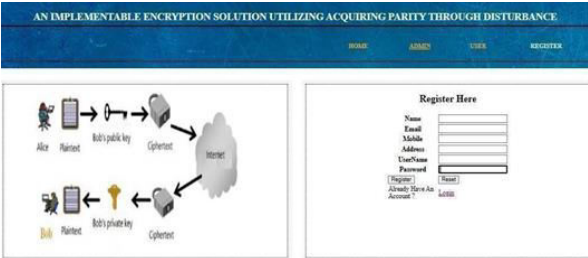 AN IMPLEMENTABLE ENCRYPTION SOLUTION UTILIZING ACQUIRING PARITY THROUGH DISTURBANCE
HOME ADMIN USER REGISTER
Alice Plaintext Bob's public key Ciphertext
Internet
Bob Plaintext Bob's private key Ciphertext
Register Here
Name
Email
Mobile
Address
UserName
Password
Register Reset
Already Have An
Account ? Login